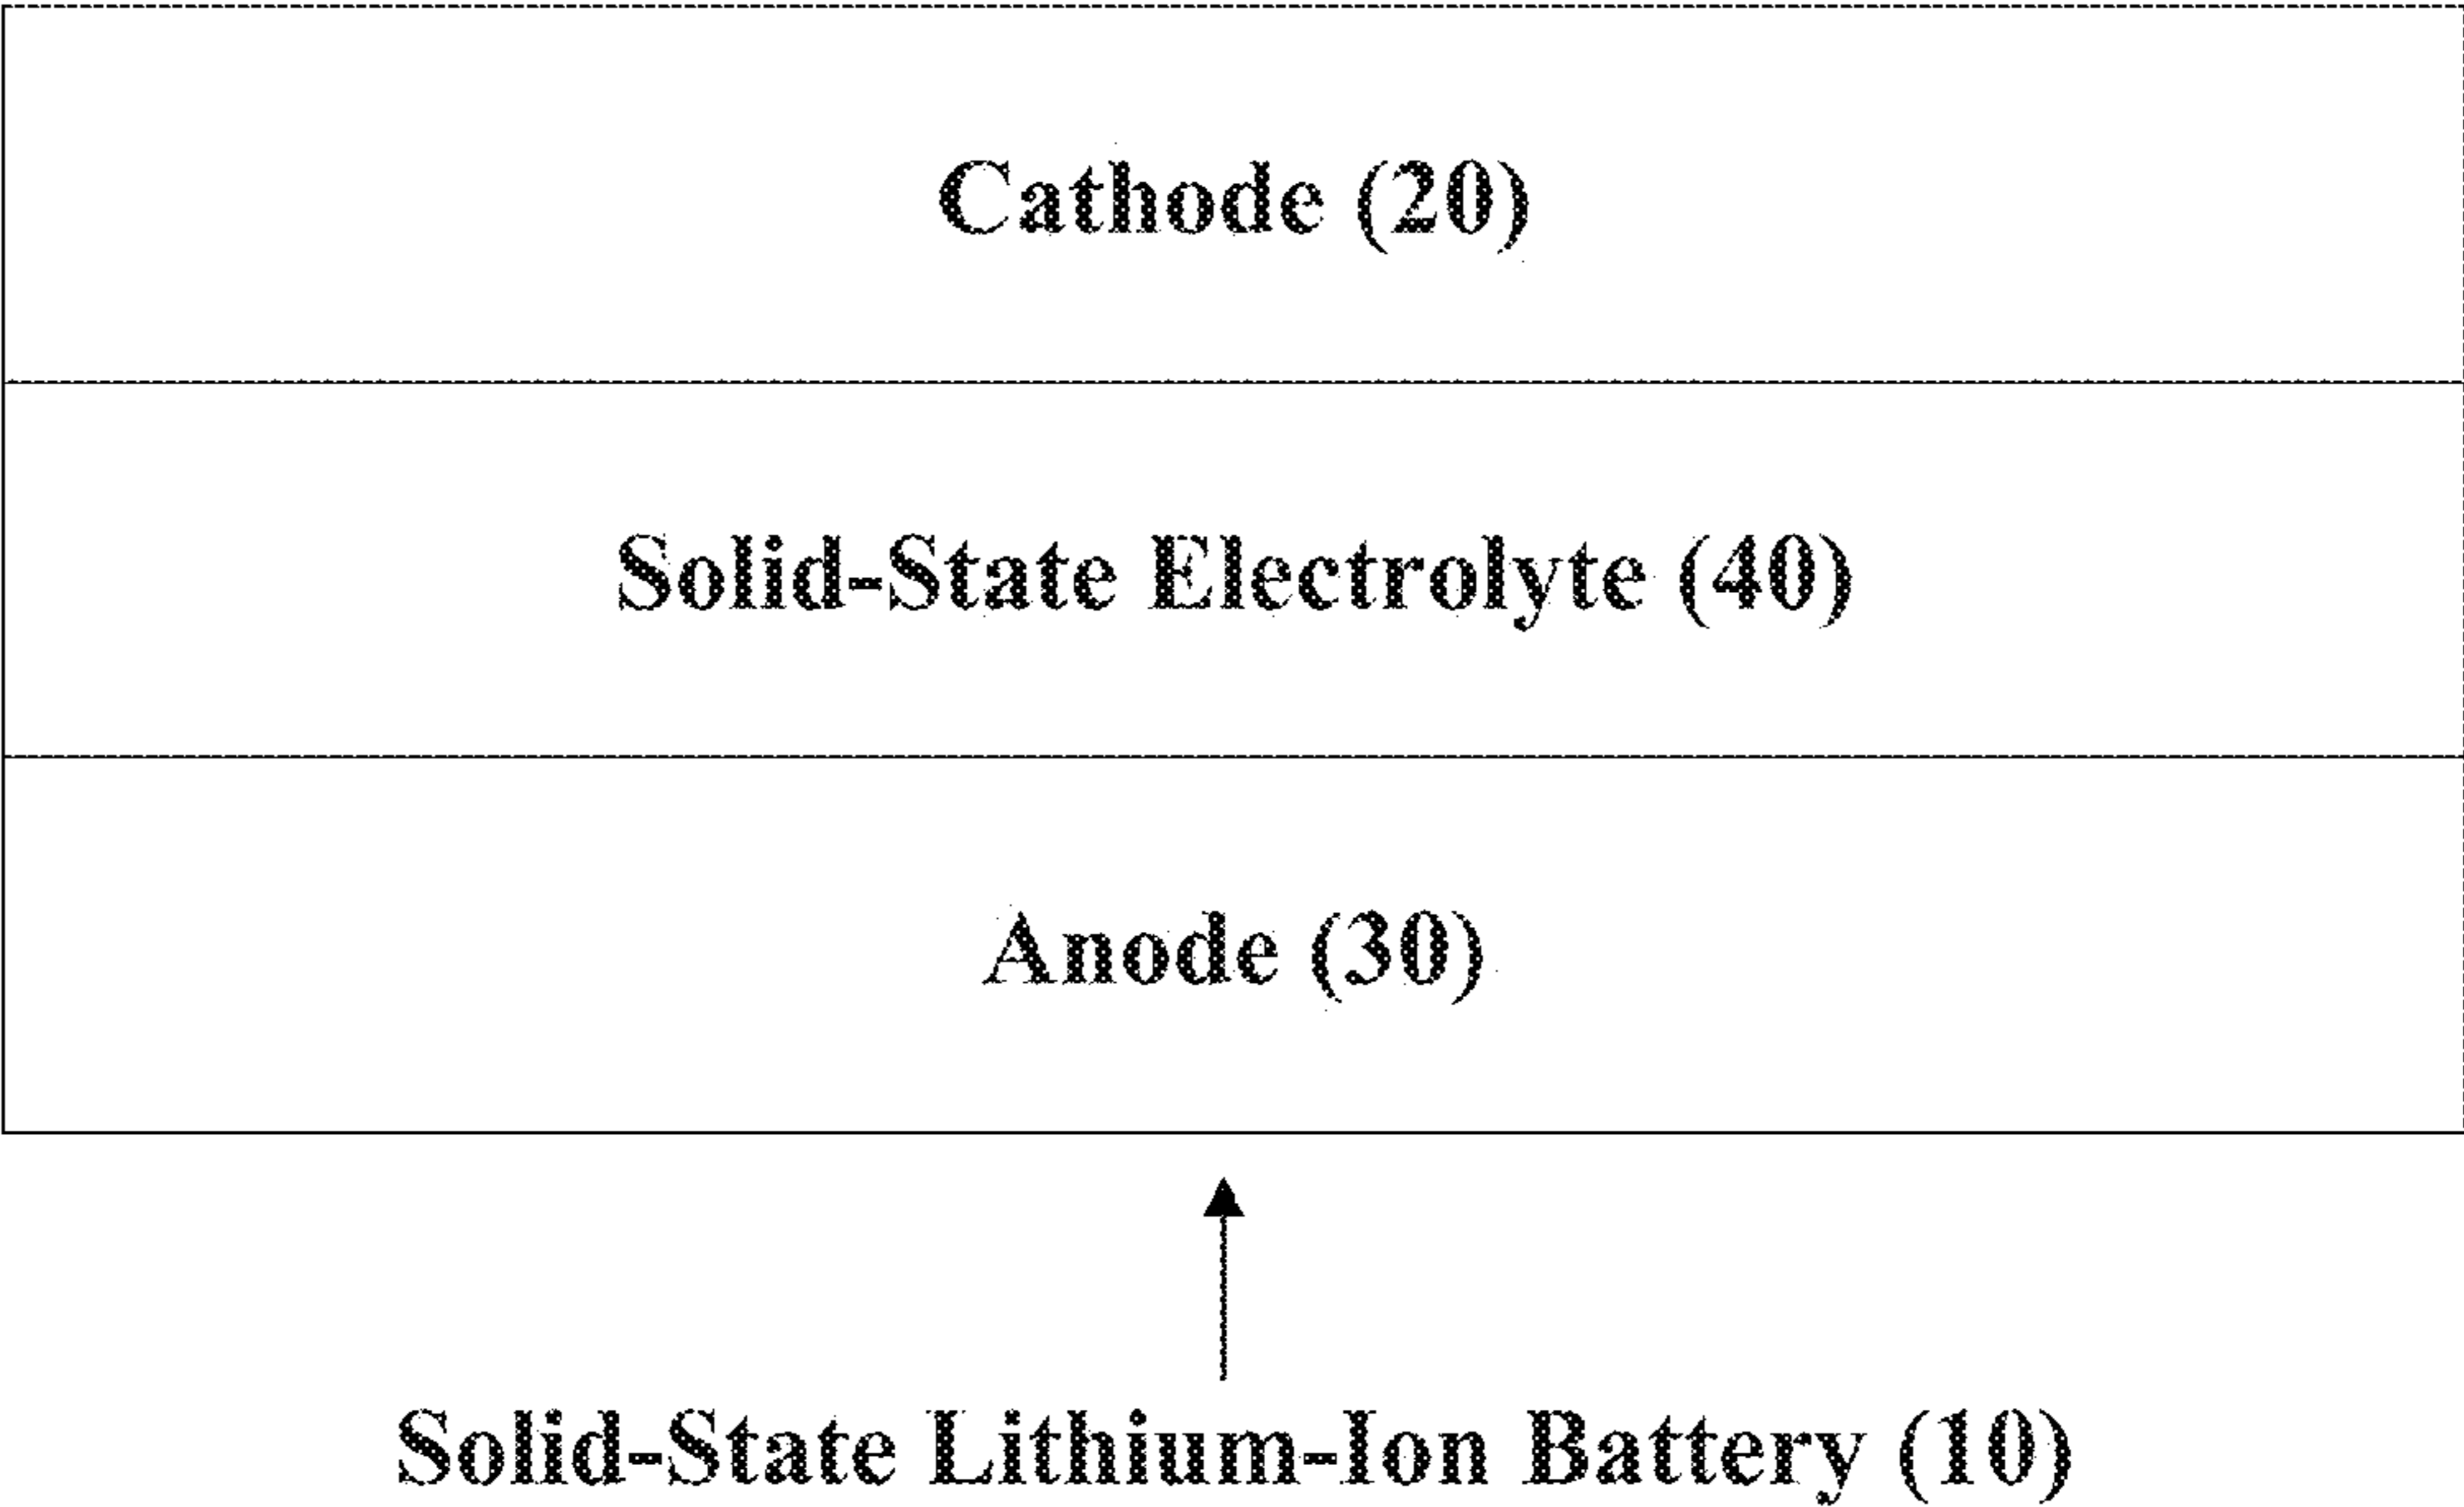 Cathode (20)
Solid-State Electrolyte (40)
Anode (30)
Solid-State Lithium-Ion Battery (10)